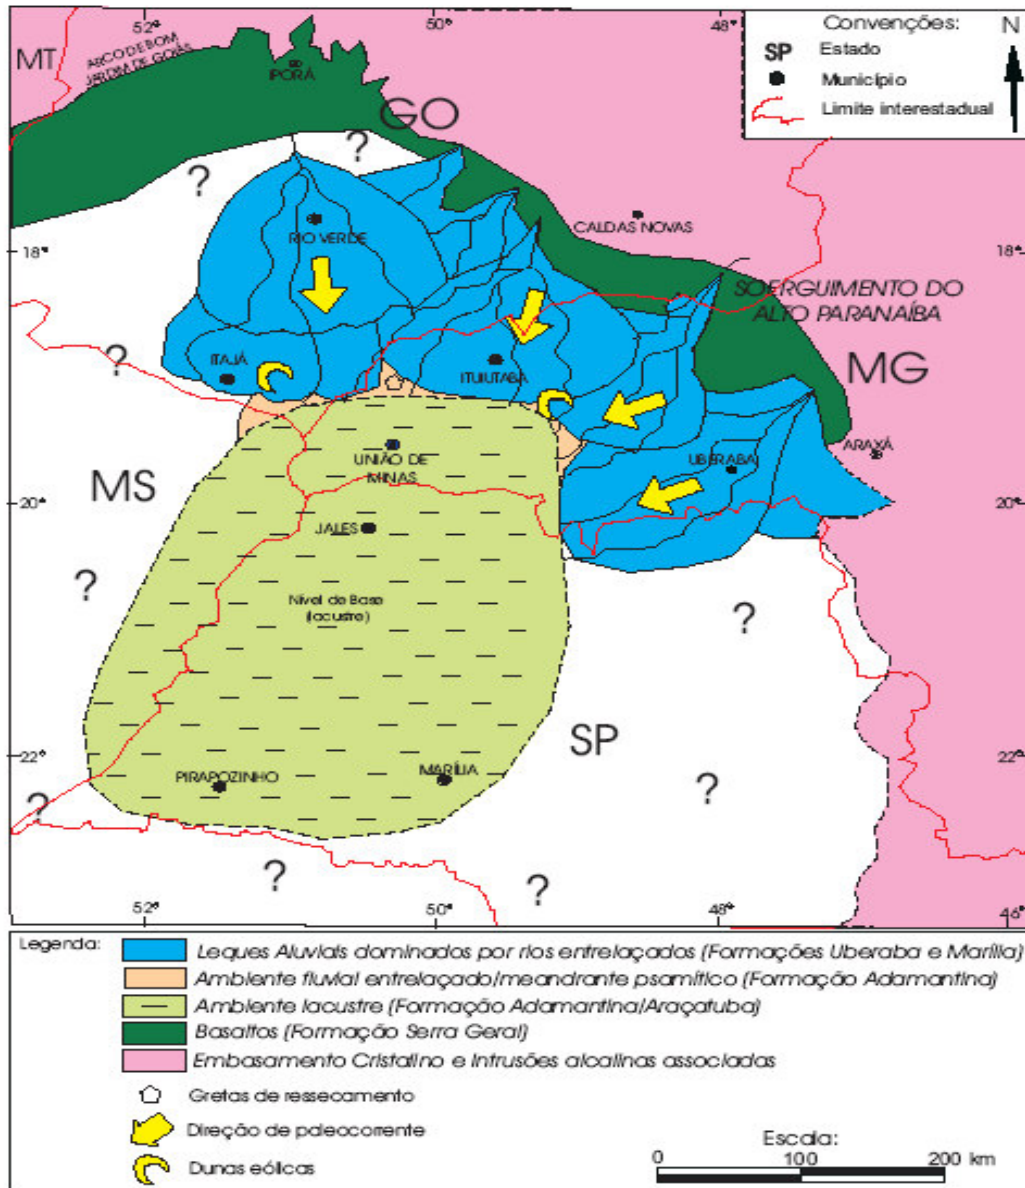 52°
50°
48°
Convenções:
N
SP Estado
Município
Limite interestadual
MT
ARCO DE BOM
JARDIM DE GOIÁS
IPORÁ
GO
?
?
CALDAS NOVAS
RIO VERDE
18°
18°
SOERGUIMENTO DO
ALTO PARANAÍBA
?
ITAJÁ
ITUIUTABA
MG
UNIÃO DE
MINAS
UBERABA
ARAXÁ
MS
20°
20°
JALES
?
Nível de Base
(lacustre)
?
SP
22°
22°
PIRAPOZINHO
MARÍLIA
?
?
?
?
52°
50°
48°
46°
Legenda:
Leques Aluviais dominados por rios entrelaçados (Formações Uberaba e Marília)
Ambiente fluvial entrelaçado/meandrante psamítico (Formação Adamantina)
Ambiente lacustre (Formação Adamantina/Araçatuba)
Basaltos (Formação Serra Geral)
Embasamento Cristalino e Intrusões alcalinas associadas
Gretas de ressecamento
Direção de paleocorrente
Dunas eólicas
Escala:
0 100 200 km